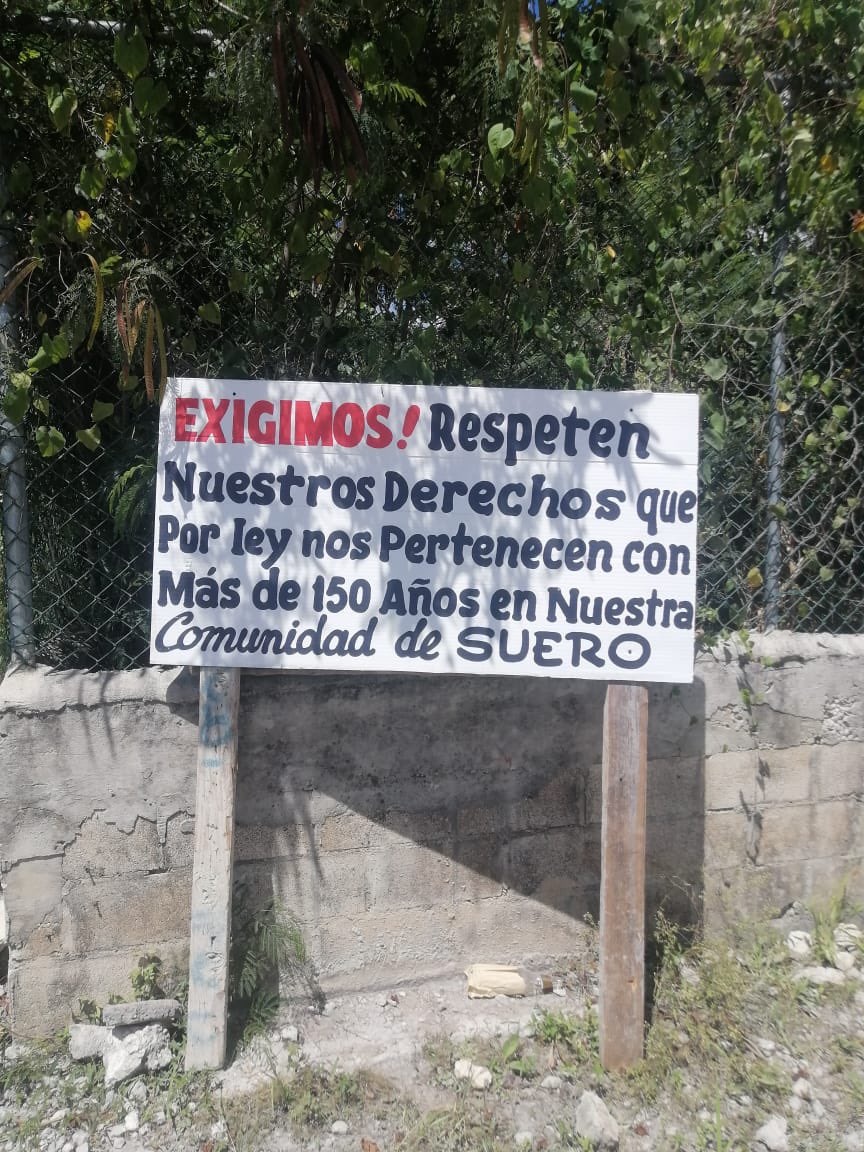 EXIGIMOS! Respeten
Nuestros Derechos que
Por ley nos Pertenecen con
Más de 150 Años en Nuestra
Comunidad de SUERO